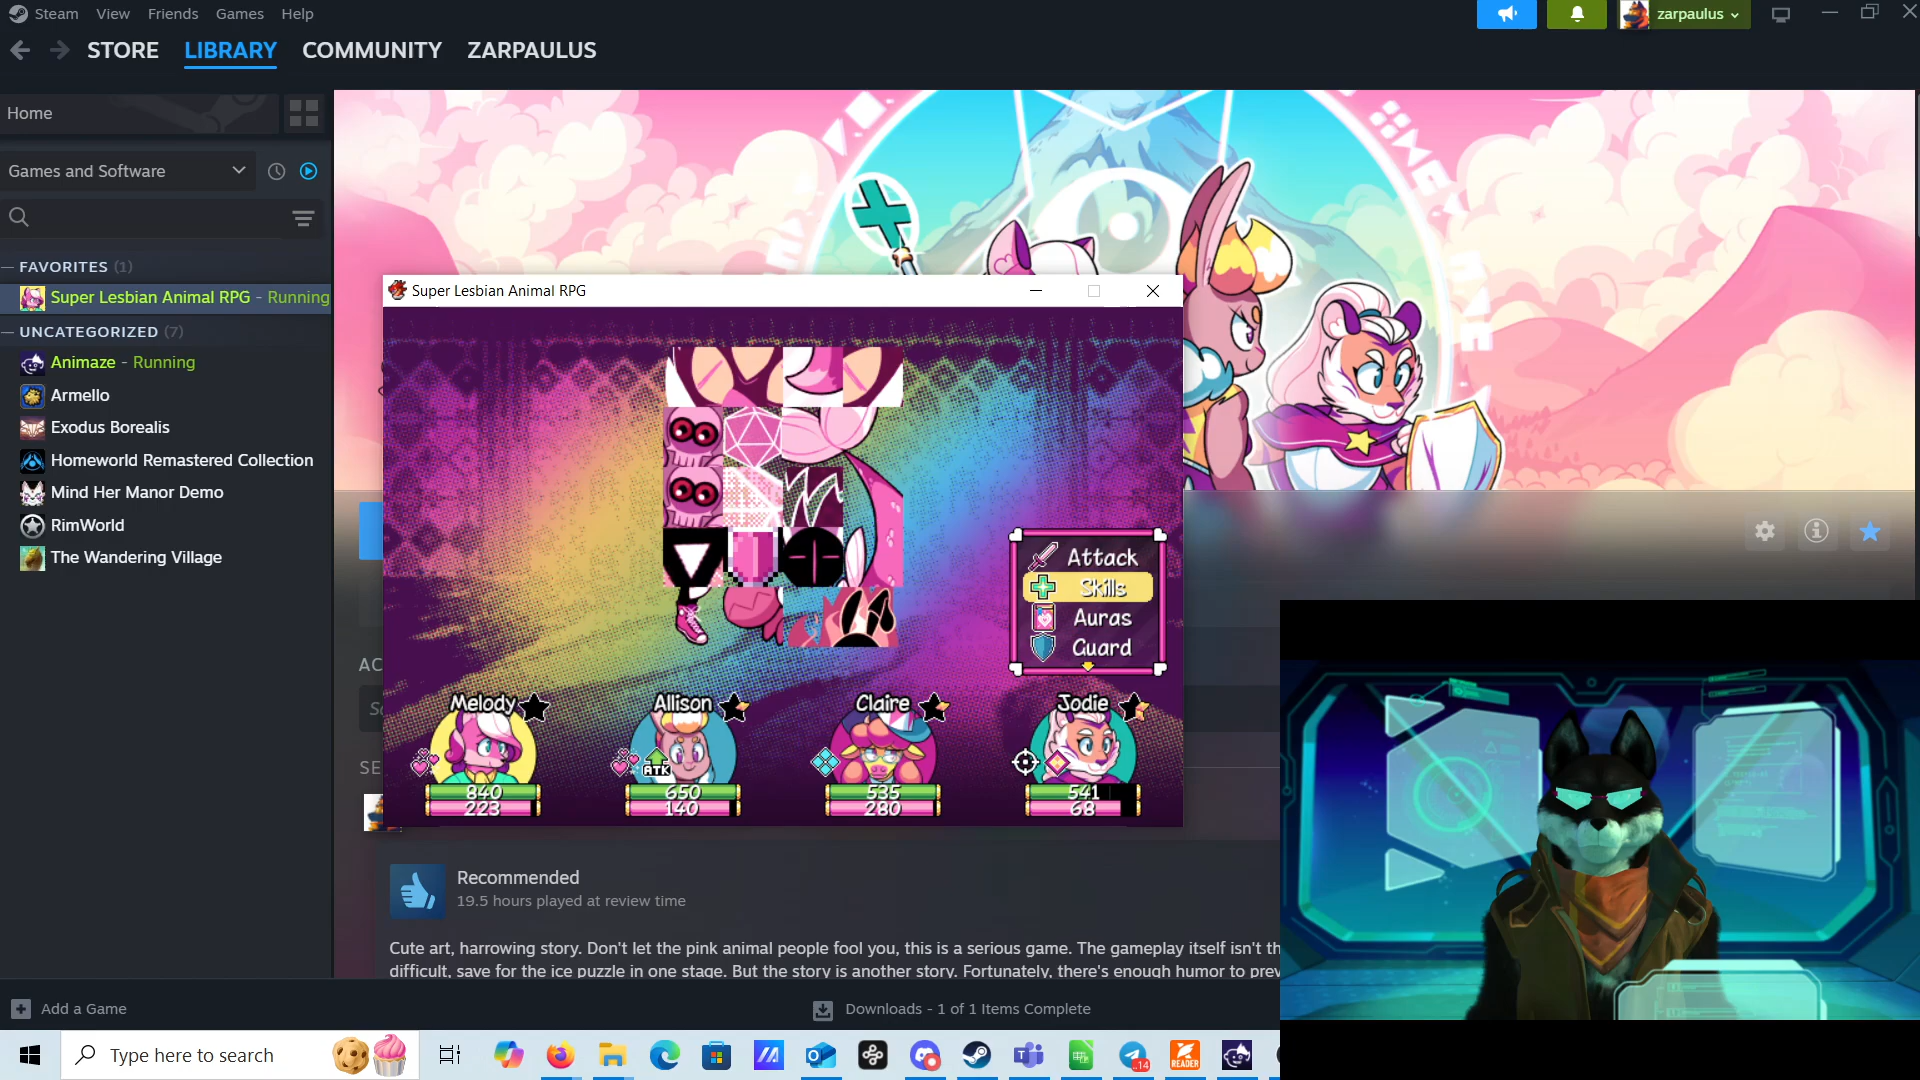 Steam View Friends Games Help
zarpaulus
STORE LIBRARY COMMUNITY ZARPAULUS
Home
Games and Software
FAVORITES (1)
Super Lesbian Animal RPG - Running
UNCATEGORIZED (7)
Animaze - Running
Armello
Exodus Borealis
Homeworld Remastered Collection
Mind Her Manor Demo
RimWorld
The Wandering Village
Super Lesbian Animal RPG
Attack
Skills
Auras
Guard
Melody
Allison
Claire
Jodie
ATK
840
650
535
541
223
140
280
68
AC
SE
Recommended
19.5 hours played at review time
Cute art, harrowing story. Don't let the pink animal people fool you, this is a serious game. The gameplay itself isn't th
difficult, save for the ice puzzle in one stage. But the story is another story. Fortunately, there's enough humor to prev
Add a Game
Downloads - 1 of 1 Items Complete
Type here to search
14
READER